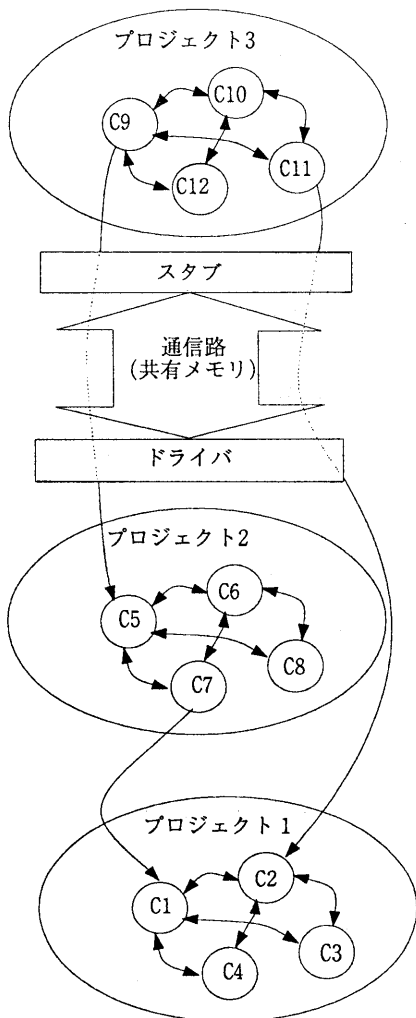 プロジェクト3
C10
C9
C11
C12
スタブ
通信路
(共有メモリ)
ドライバ
プロジェクト2
C6
C5
C8
C7
プロジェクト1
C2
C1
C3
C4